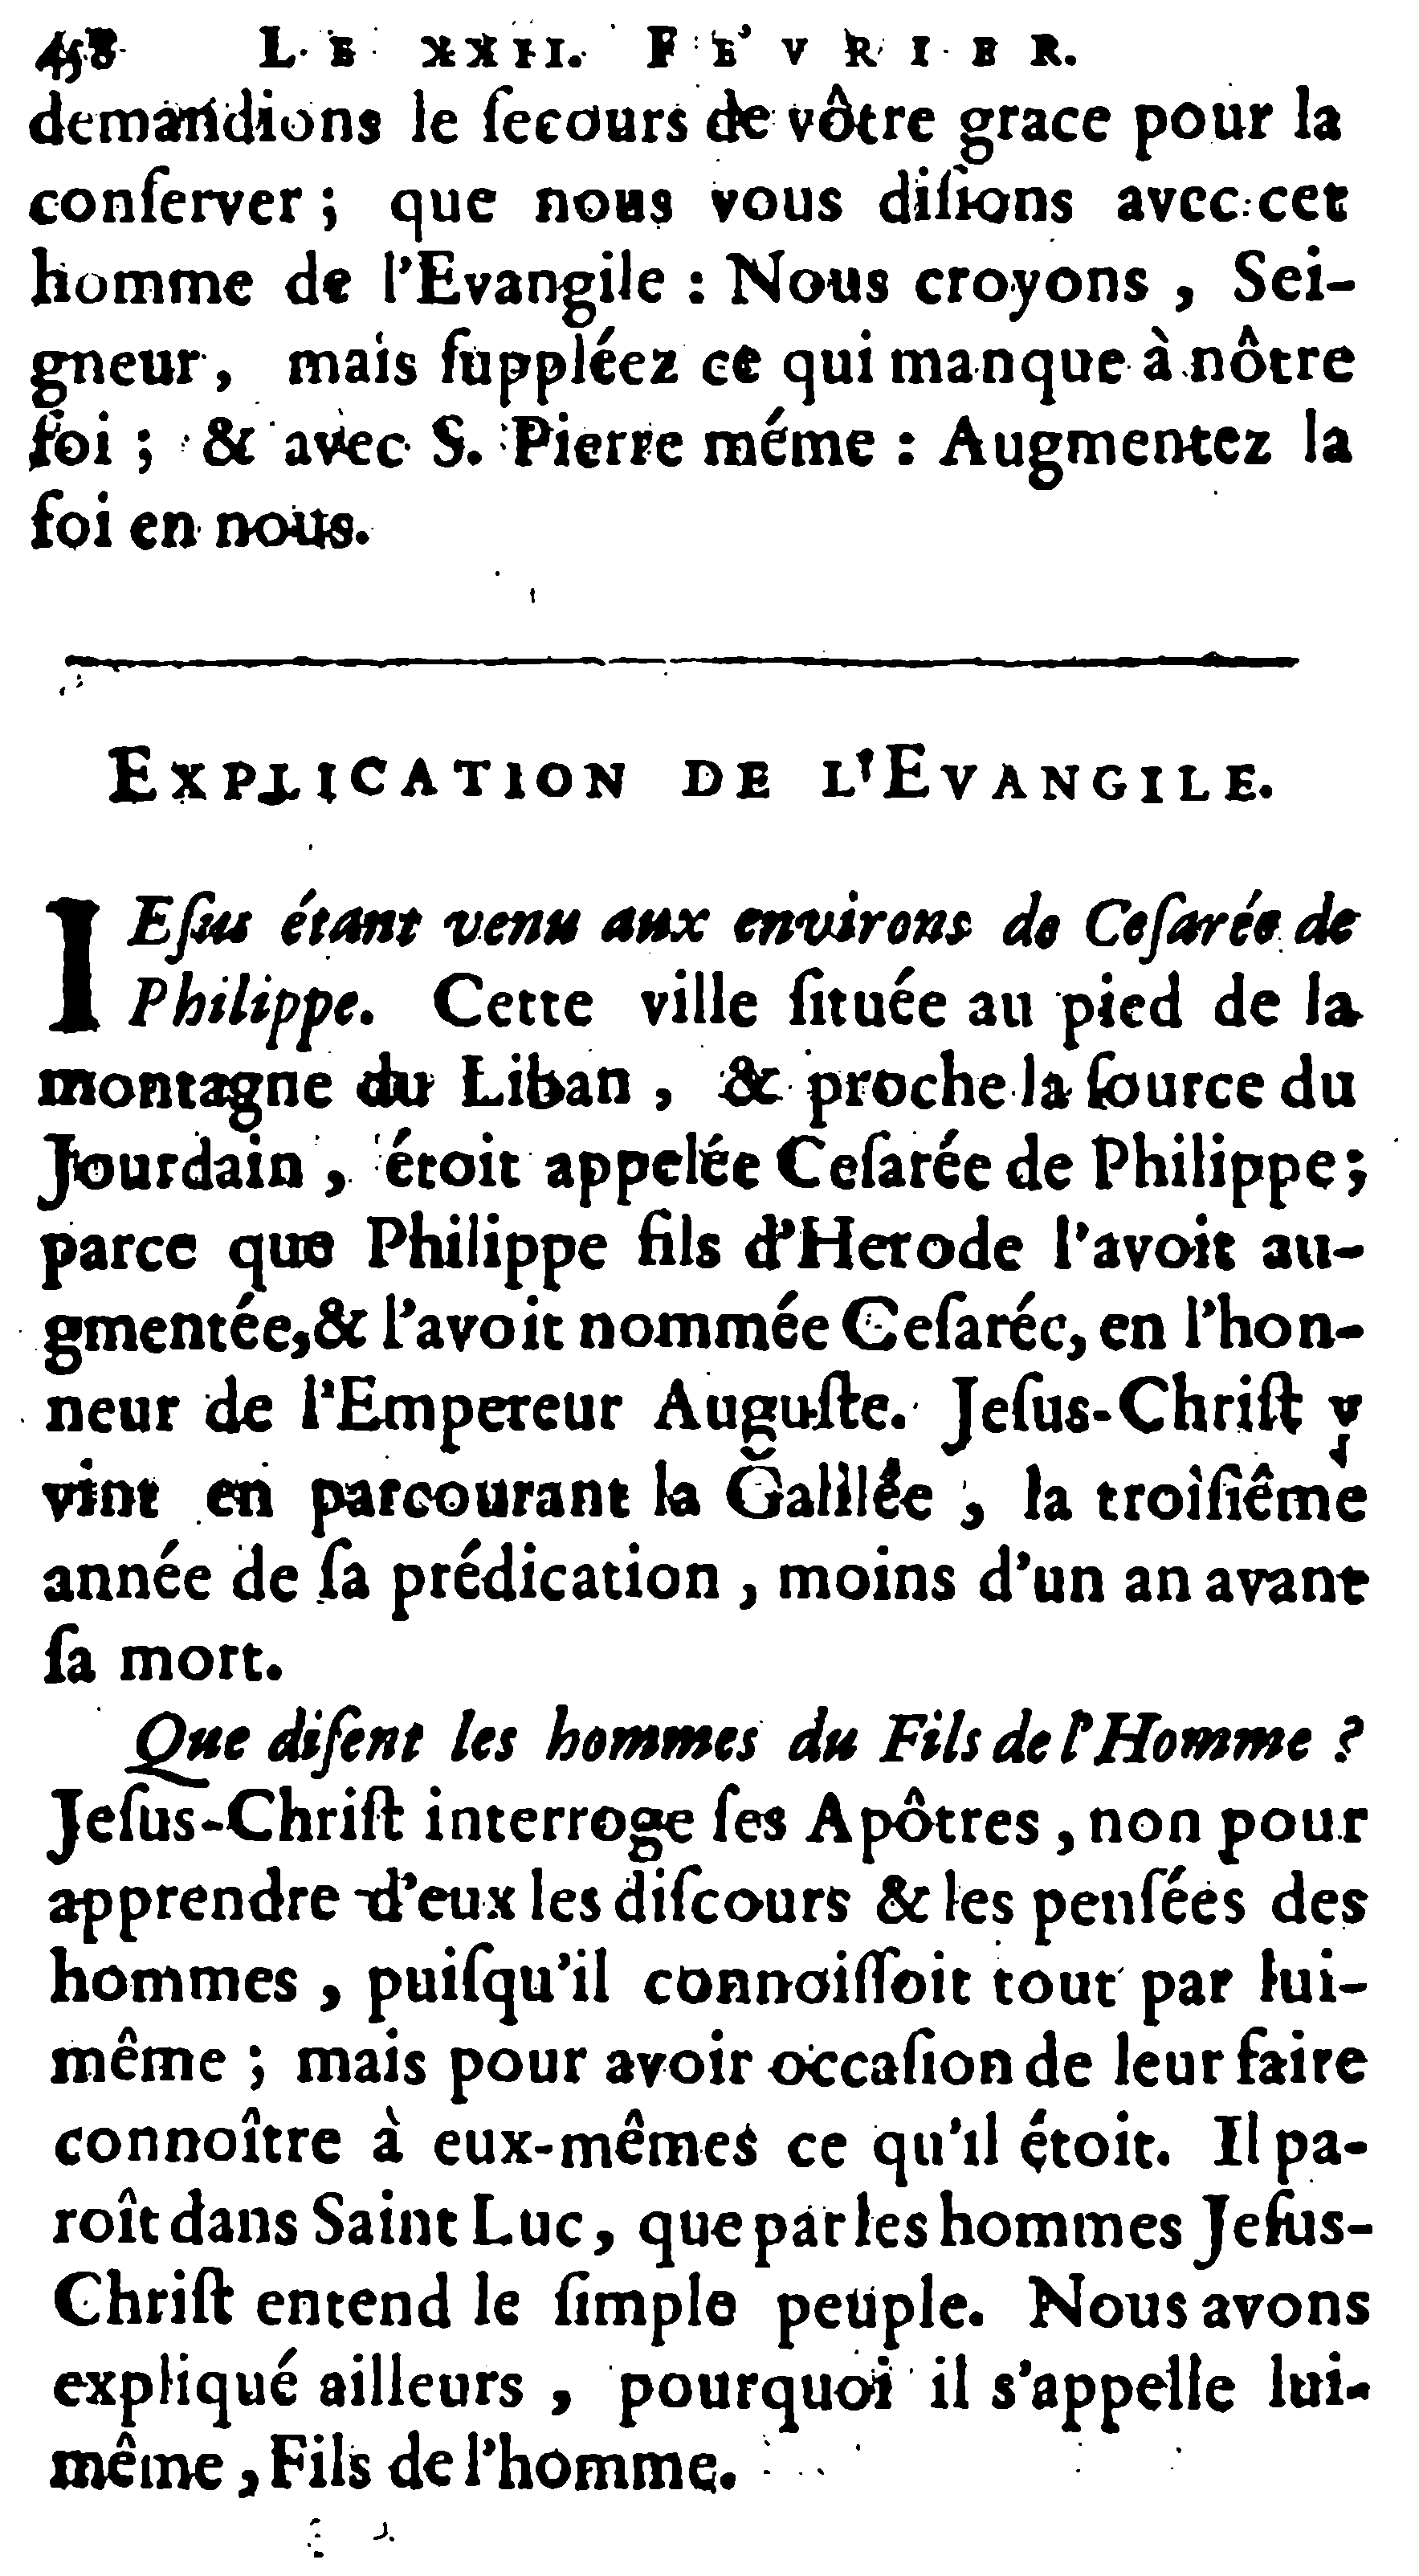 458 LE XXII. FE'VRIER.
demandions le ſecours de vôtre grace pour la
conſerver ; que nous vous diſions avec cet
homme de l'Evangile : Nous croyons , Sei-
gneur , mais ſuppléez ce qui manque à nôtre
foi ; & avec S. Pierre méme : Augmentez la
foi en nous.
EXPLICATION DE L'EVANGILE.
IEſus étant venu aux environs de Ceſarée de
Philippe. Cette ville ſituée au pied de la
montagne du Liban , & proche la ſource du
Jourdain , étoit appelée Ceſarée de Philippe ;
parce que Philippe fils d'Herode l'avoit au-
gmentée, & l'avoit nommée Ceſarée, en l'hon-
neur de l'Empereur Auguſte. Jeſus-Chriſt y
vint en parcourant la Galilée , la troiſiême
année de ſa prédication , moins d'un an avant
ſa mort.
Que diſent les hommes du Fils de l'Homme ?
Jeſus-Chriſt interroge ſes Apôtres , non pour
apprendre d'eux les diſcours & les penſées des
hommes , puiſqu'il connoiſſoit tout par lui-
même ; mais pour avoir occaſion de leur faire
connoître à eux-mêmes ce qu'il étoit. Il pa-
roît dans Saint Luc, que par les hommes Jeſus-
Chriſt entend le ſimple peuple. Nous avons
expliqué ailleurs , pourquoi il s'appelle lui-
même , Fils de l'homme.